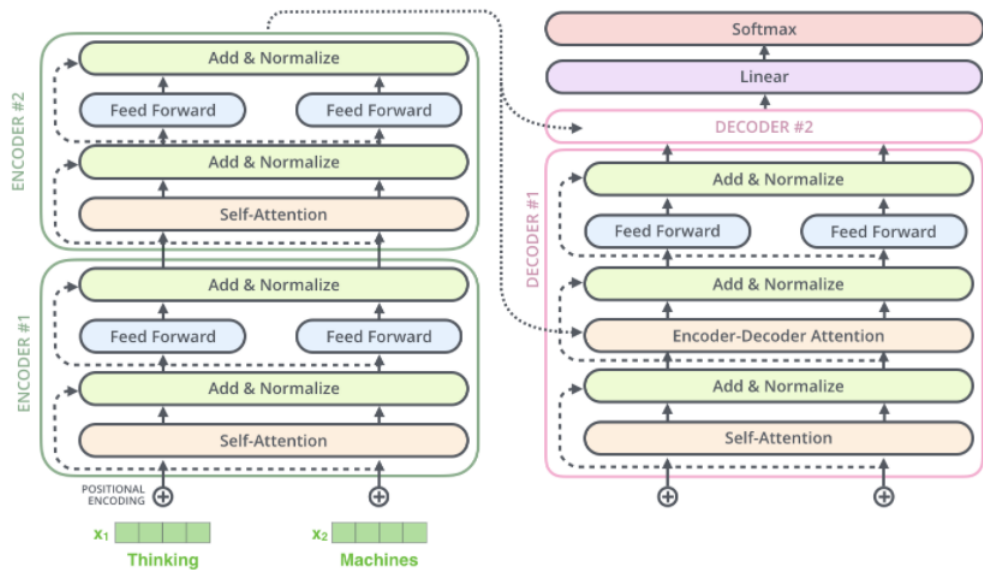 ENCODER #2
Add & Normalize
Feed Forward
Feed Forward
Add & Normalize
Self-Attention
ENCODER #1
Add & Normalize
Feed Forward
Feed Forward
Add & Normalize
Self-Attention
POSITIONAL
ENCODING
x₁
x₂
Thinking
Machines
Softmax
Linear
DECODER #2
DECODER #1
Add & Normalize
Feed Forward
Feed Forward
Add & Normalize
Encoder-Decoder Attention
Add & Normalize
Self-Attention